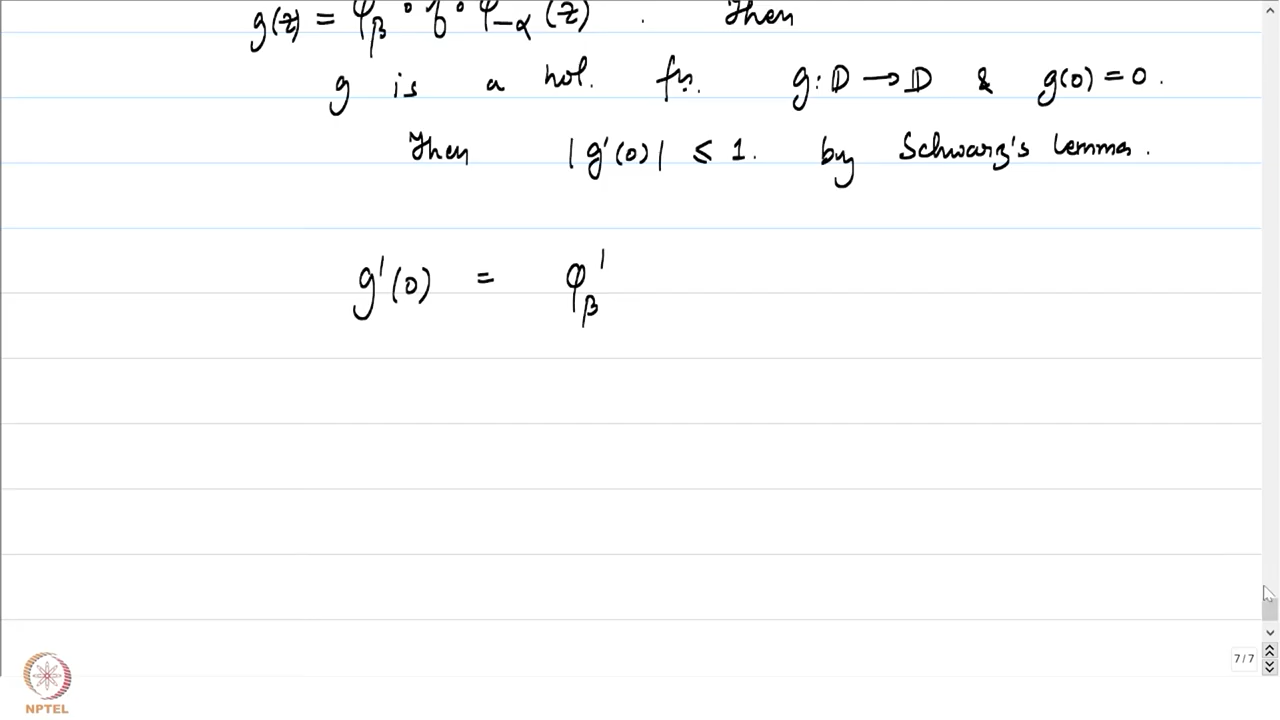 g(z) = φ_β ∘ f ∘ φ_{-α} (z) . Then
g is a hol. fn. g: 𝔻 → 𝔻 & g(0) = 0.
Then |g'(0)| ≤ 1. by Schwarz's lemma.
g'(0) = φ_β'
7/7
NPTEL